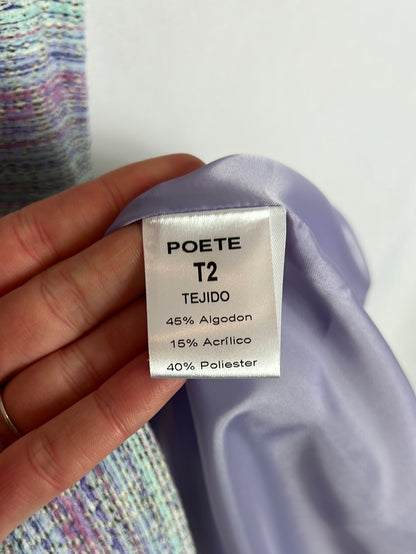 POETE
T2
TEJIDO
45% Algodon
15% Acrílico
40% Poliester